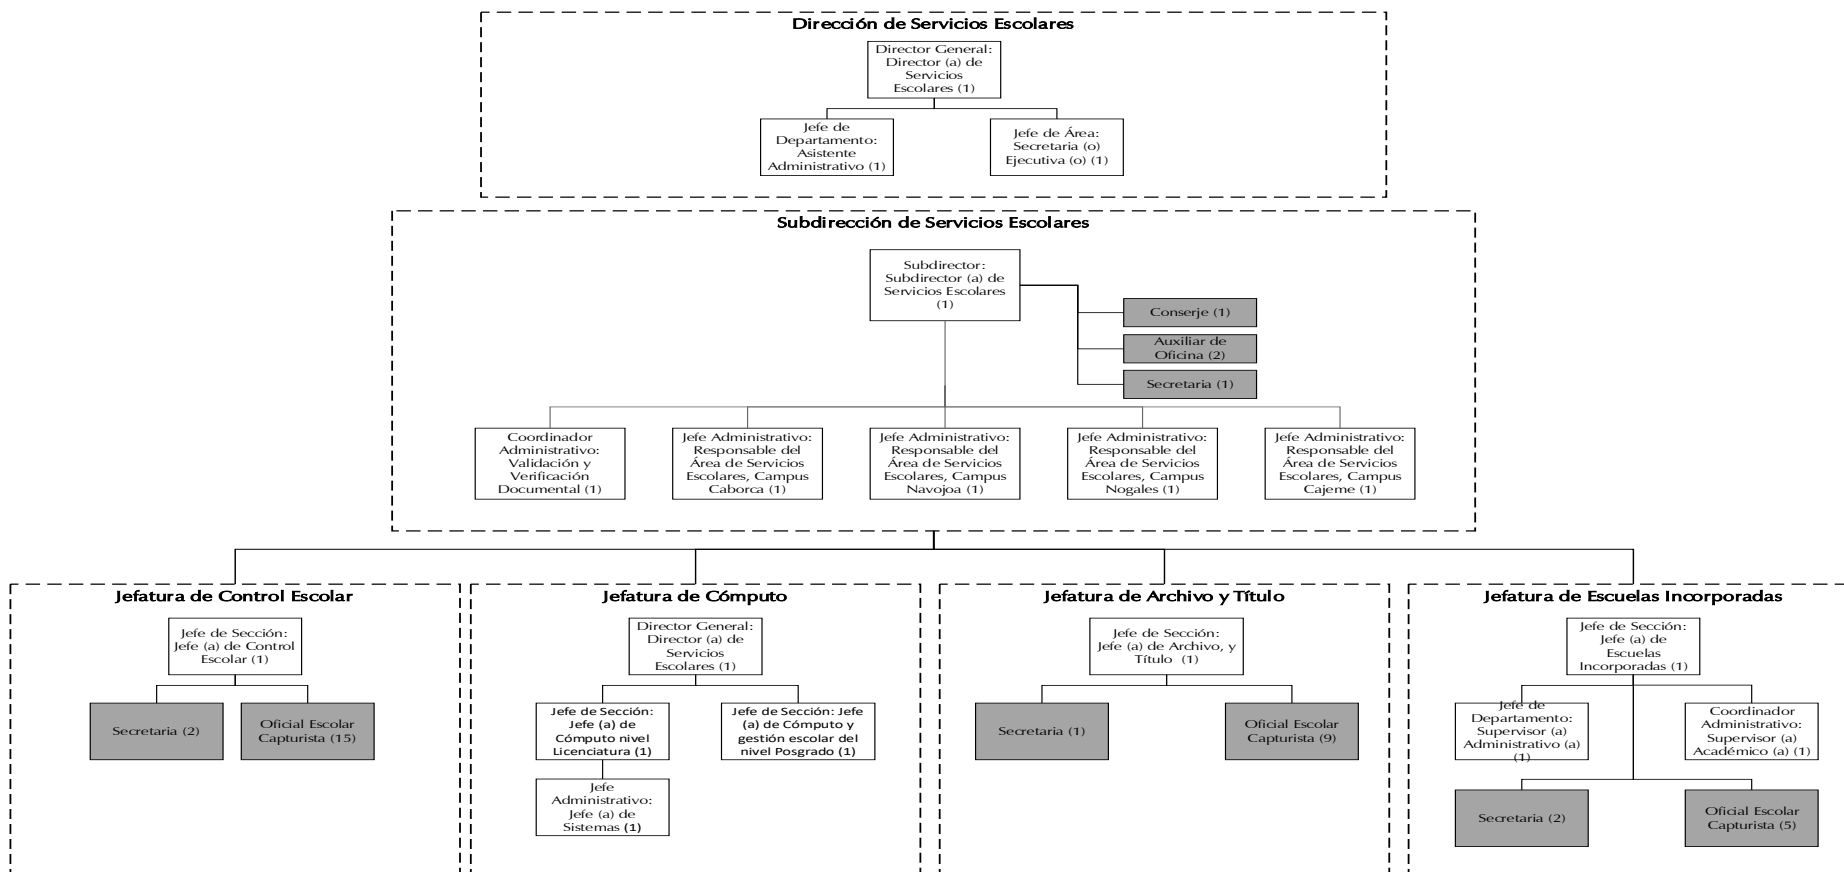 Dirección de Servicios Escolares
Director General:
Director (a) de
Servicios
Escolares (1)
Jefe de
Departamento:
Asistente
Administrativo (1)
Jefe de Área:
Secretaria (o)
Ejecutiva (o) (1)
Subdirección de Servicios Escolares
Subdirector:
Subdirector (a) de
Servicios Escolares
(1)
Conserje (1)
Auxiliar de
Oficina (2)
Secretaria (1)
Coordinador
Administrativo:
Validación y
Verificación
Documental (1)
Jefe Administrativo:
Responsable del
Área de Servicios
Escolares, Campus
Caborca (1)
Jefe Administrativo:
Responsable del
Área de Servicios
Escolares, Campus
Navojoa (1)
Jefe Administrativo:
Responsable del
Área de Servicios
Escolares, Campus
Nogales (1)
Jefe Administrativo:
Responsable del
Área de Servicios
Escolares, Campus
Cajeme (1)
Jefatura de Control Escolar
Jefe de Sección:
Jefe (a) de Control
Escolar (1)
Secretaria (2)
Oficial Escolar
Capturista (15)
Jefatura de Cómputo
Director General:
Director (a) de
Servicios
Escolares (1)
Jefe de Sección:
Jefe (a) de
Cómputo nivel
Licenciatura (1)
Jefe de Sección: Jefe
(a) de Cómputo y
gestión escolar del
nivel Posgrado (1)
Jefe
Administrativo:
Jefe (a) de
Sistemas (1)
Jefatura de Archivo y Título
Jefe de Sección:
Jefe (a) de Archivo, y
Título (1)
Secretaria (1)
Oficial Escolar
Capturista (9)
Jefatura de Escuelas Incorporadas
Jefe de Sección:
Jefe (a) de
Escuelas
Incorporadas (1)
Jefe de
Departamento:
Supervisor (a)
Administrativo (a)
(1)
Coordinador
Administrativo:
Supervisor (a)
Académico (a) (1)
Secretaria (2)
Oficial Escolar
Capturista (5)